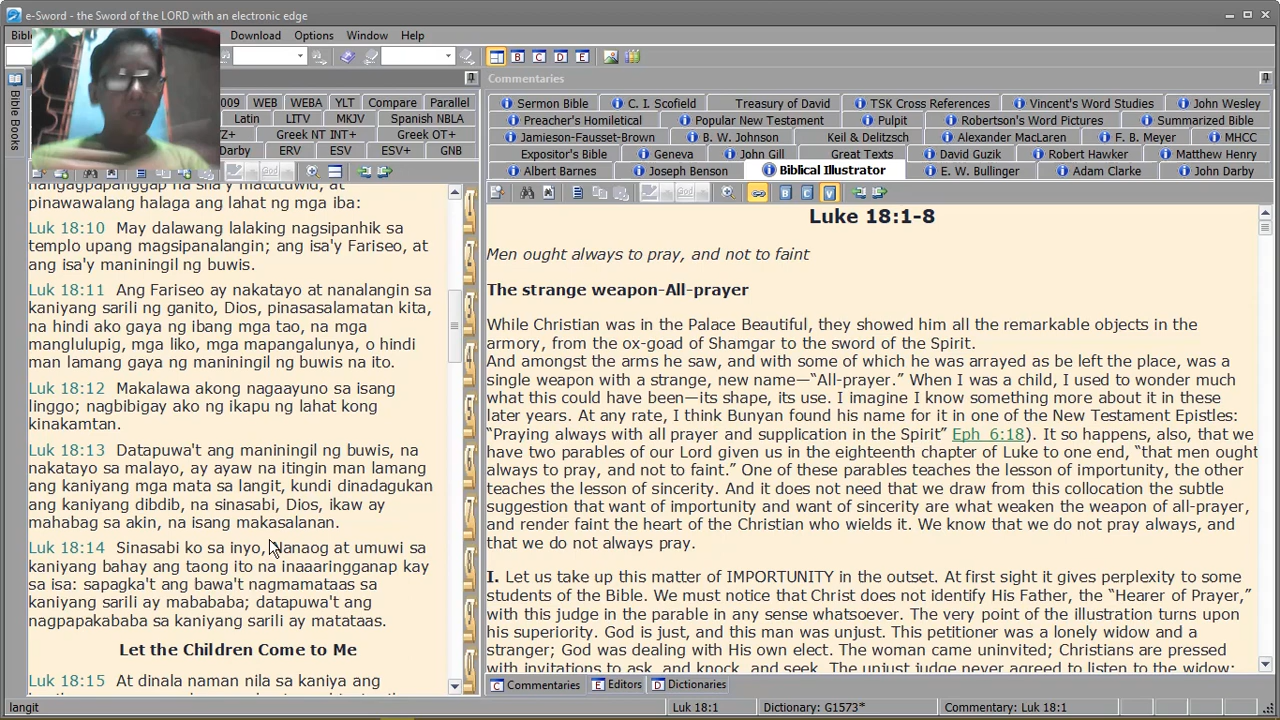 e-Sword - the Sword of the LORD with an electronic edge
Bibl Download Options Window Help
Bible Books
009 WEB WEBA YLT Compare Parallel
Latin LITV MKJV Spanish NBLA
Z+ Greek NT INT+ Greek OT+
Darby ERV ESV ESV+ GNB
pinawawalang halaga ang lahat ng mga iba:
Luk 18:10 May dalawang lalaking nagsipanhik sa
templo upang magsipanalangin; ang isa'y Fariseo, at
ang isa'y maniningil ng buwis.
Luk 18:11 Ang Fariseo ay nakatayo at nanalangin sa
kaniyang sarili ng ganito, Dios, pinasasalamatan kita,
na hindi ako gaya ng ibang mga tao, na mga
manglulupig, mga liko, mga mapangalunya, o hindi
man lamang gaya ng maniningil ng buwis na ito.
Luk 18:12 Makalawa akong nagaayuno sa isang
linggo; nagbibigay ako ng ikapu ng lahat kong
kinakamtan.
Luk 18:13 Datapuwa't ang maniningil ng buwis, na
nakatayo sa malayo, ay ayaw na itingin man lamang
ang kaniyang mga mata sa langit, kundi dinadagukan
ang kaniyang dibdib, na sinasabi, Dios, ikaw ay
mahabag sa akin, na isang makasalanan.
Luk 18:14 Sinasabi ko sa inyo, Nanaog at umuwi sa
kaniyang bahay ang taong ito na inaaringganap kay
sa isa: sapagka't ang bawa't nagmamataas sa
kaniyang sarili ay mabababa; datapuwa't ang
nagpapakababa sa kaniyang sarili ay matataas.
Let the Children Come to Me
Luk 18:15 At dinala naman nila sa kaniya ang
Commentaries
Sermon Bible C. I. Scofield Treasury of David TSK Cross References Vincent's Word Studies John Wesley
Preacher's Homiletical Popular New Testament Pulpit Robertson's Word Pictures Summarized Bible
Jamieson-Fausset-Brown B. W. Johnson Keil & Delitzsch Alexander MacLaren F. B. Meyer MHCC
Expositor's Bible Geneva John Gill Great Texts David Guzik Robert Hawker Matthew Henry
Albert Barnes Joseph Benson Biblical Illustrator E. W. Bullinger Adam Clarke John Darby
B C V
Luke 18:1-8
Men ought always to pray, and not to faint
The strange weapon-All-prayer
While Christian was in the Palace Beautiful, they showed him all the remarkable objects in the
armory, from the ox-goad of Shamgar to the sword of the Spirit.
And amongst the arms he saw, and with some of which he was arrayed as be left the place, was a
single weapon with a strange, new name—“All-prayer.” When I was a child, I used to wonder much
what this could have been—its shape, its use. I imagine I know something more about it in these
later years. At any rate, I think Bunyan found his name for it in one of the New Testament Epistles:
“Praying always with all prayer and supplication in the Spirit” Eph_6:18). It so happens, also, that we
have two parables of our Lord given us in the eighteenth chapter of Luke to one end, “that men ought
always to pray, and not to faint.” One of these parables teaches the lesson of importunity, the other
teaches the lesson of sincerity. And it does not need that we draw from this collocation the subtle
suggestion that want of importunity and want of sincerity are what weaken the weapon of all-prayer,
and render faint the heart of the Christian who wields it. We know that we do not pray always, and
that we do not always pray.
I. Let us take up this matter of IMPORTUNITY in the outset. At first sight it gives perplexity to some
students of the Bible. We must notice that Christ does not identify His Father, the “Hearer of Prayer,”
with this judge in the parable in any sense whatsoever. The very point of the illustration turns upon
his superiority. God is just, and this man was unjust. This petitioner was a lonely widow and a
stranger; God was dealing with His own elect. The woman came uninvited; Christians are pressed
with invitations to ask, and knock, and seek. The unjust judge never agreed to listen to the widow;
Commentaries Editors Dictionaries
langit Luk 18:1 Dictionary: G1573* Commentary: Luk 18:1